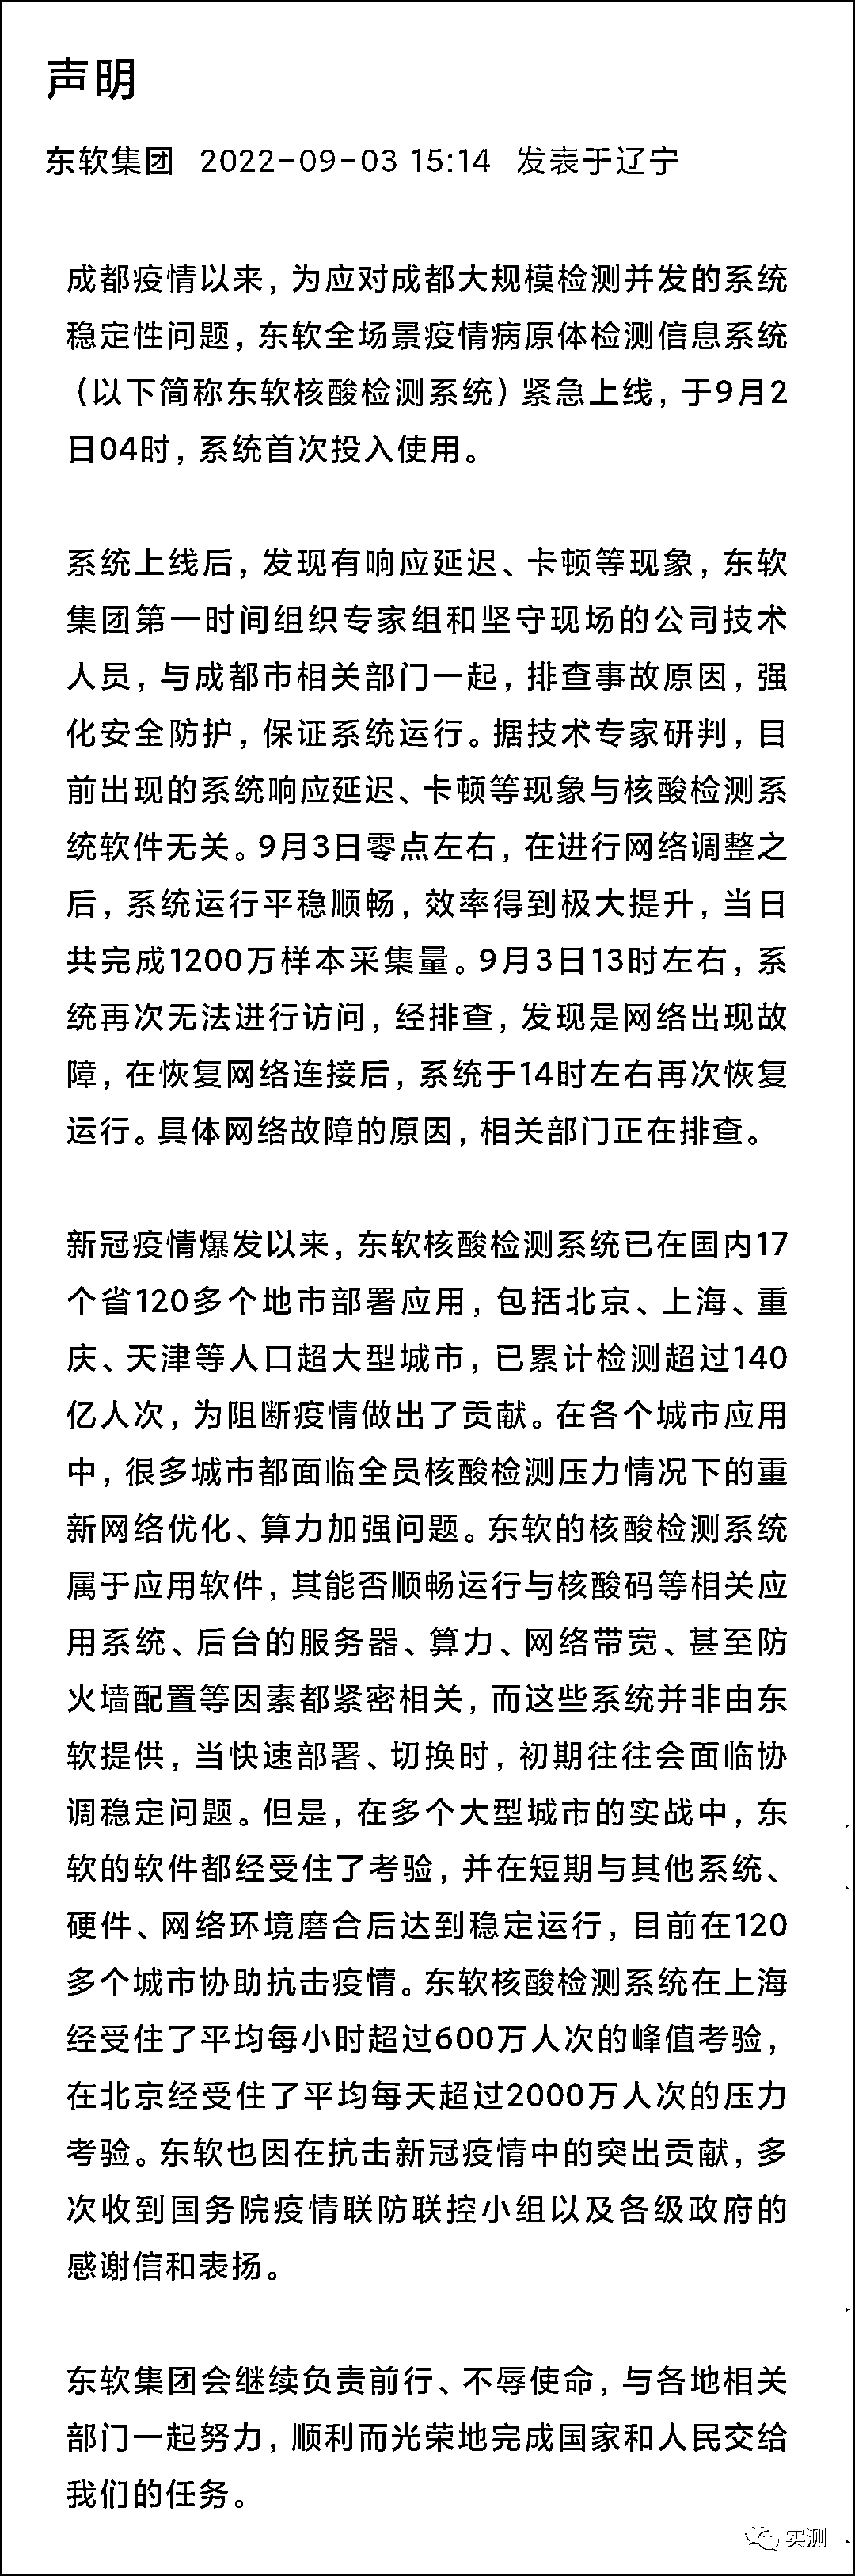 声明
东软集团 2022-09-03 15:14 发表于辽宁
成都疫情以来，为应对成都大规模检测并发的系统
稳定性问题，东软全场景疫情病原体检测信息系统
（以下简称东软核酸检测系统）紧急上线，于9月2
日04时，系统首次投入使用。
系统上线后，发现有响应延迟、卡顿等现象，东软
集团第一时间组织专家组和坚守现场的公司技术
人员，与成都市相关部门一起，排查事故原因，强
化安全防护，保证系统运行。据技术专家研判，目
前出现的系统响应延迟、卡顿等现象与核酸检测系
统软件无关。9月3日零点左右，在进行网络调整之
后，系统运行平稳顺畅，效率得到极大提升，当日
共完成1200万样本采集量。9月3日13时左右，系
统再次无法进行访问，经排查，发现是网络出现故
障，在恢复网络连接后，系统于14时左右再次恢复
运行。具体网络故障的原因，相关部门正在排查。
新冠疫情爆发以来，东软核酸检测系统已在国内17
个省120多个地市部署应用，包括北京、上海、重
庆、天津等人口超大型城市，已累计检测超过140
亿人次，为阻断疫情做出了贡献。在各个城市应用
中，很多城市都面临全员核酸检测压力情况下的重
新网络优化、算力加强问题。东软的核酸检测系统
属于应用软件，其能否顺畅运行与核酸码等相关应
用系统、后台的服务器、算力、网络带宽、甚至防
火墙配置等因素都紧密相关，而这些系统并非由东
软提供，当快速部署、切换时，初期往往会面临协
调稳定问题。但是，在多个大型城市的实战中，东
软的软件都经受住了考验，并在短期与其他系统、
硬件、网络环境磨合后达到稳定运行，目前在120
多个城市协助抗击疫情。东软核酸检测系统在上海
经受住了平均每小时超过600万人次的峰值考验，
在北京经受住了平均每天超过2000万人次的压力
考验。东软也因在抗击新冠疫情中的突出贡献，多
次收到国务院疫情联防联控小组以及各级政府的
感谢信和表扬。
东软集团会继续负责前行、不辱使命，与各地相关
部门一起努力，顺利而光荣地完成国家和人民交给
我们的任务。
实测